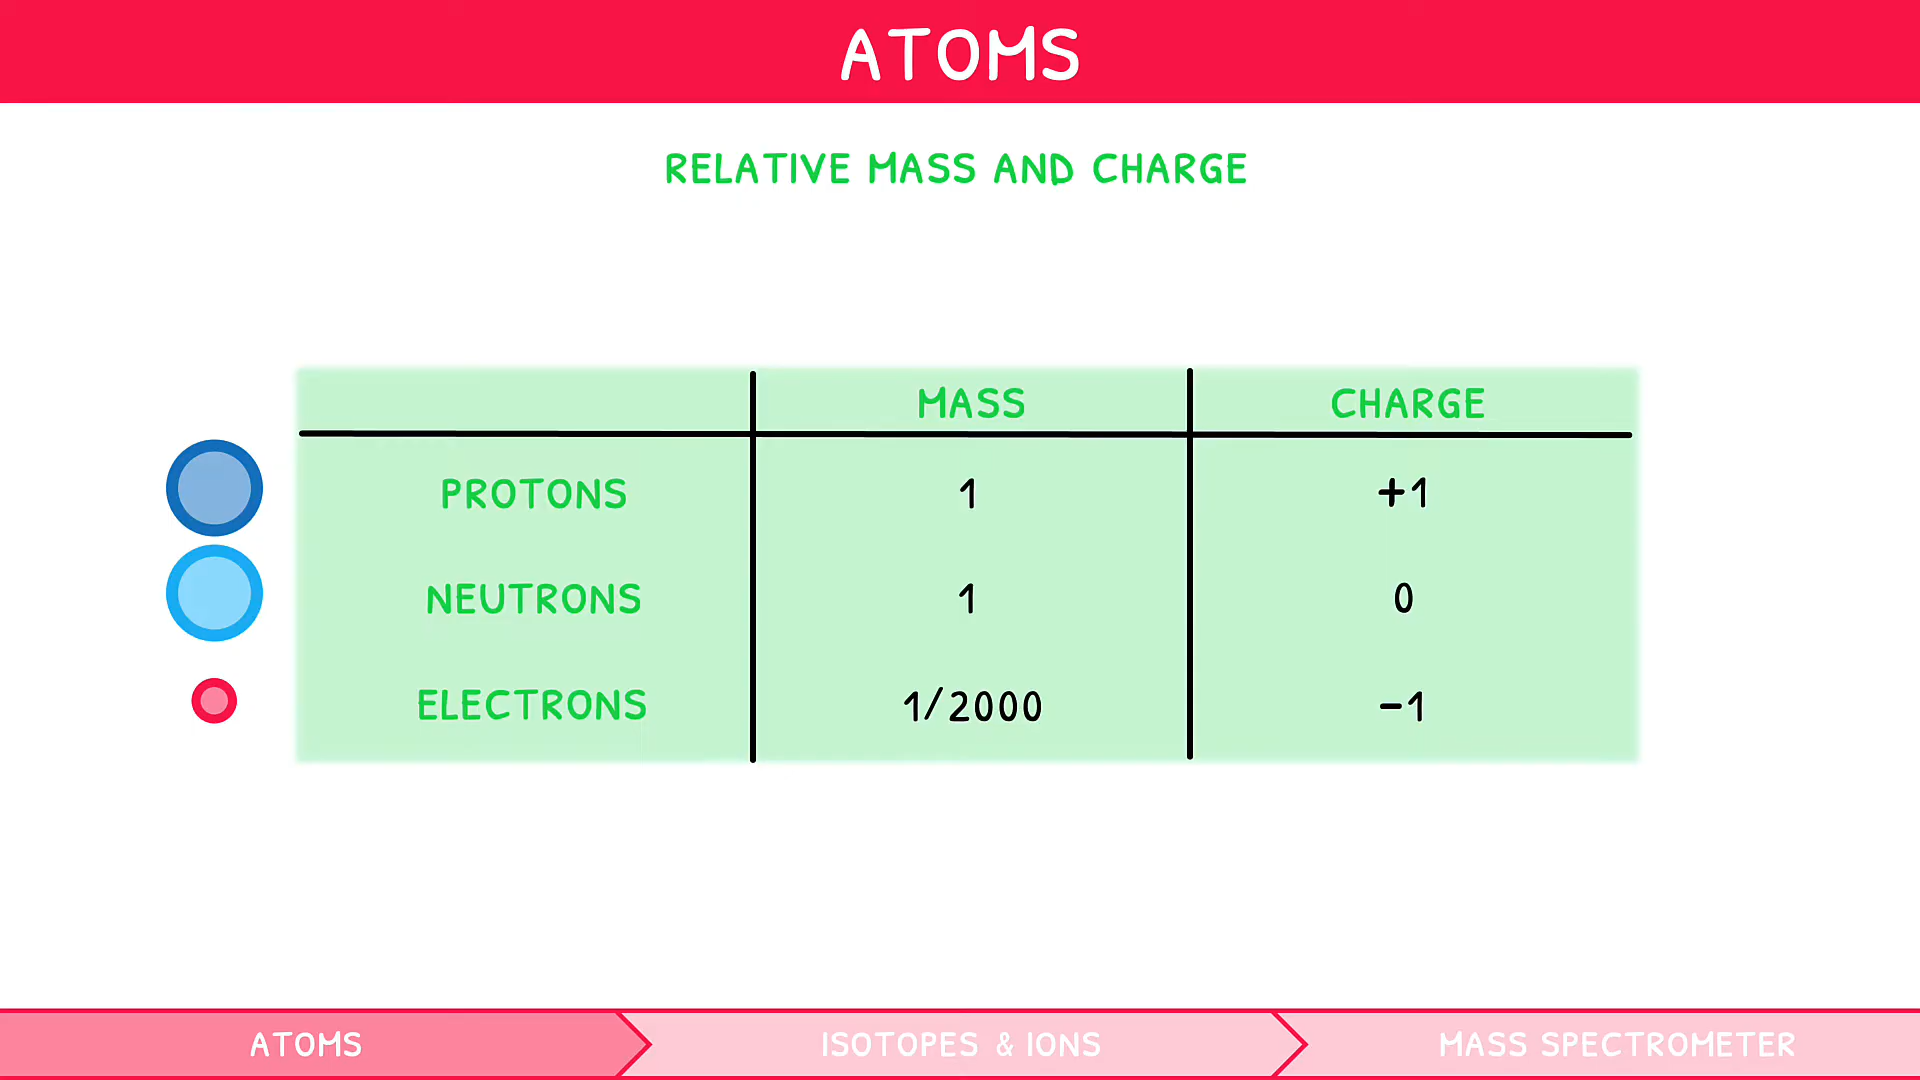 ATOMS
RELATIVE MASS AND CHARGE
MASS CHARGE
PROTONS 1 +1
NEUTRONS 1 0
ELECTRONS 1/2000 -1
ATOMS ISOTOPES & IONS MASS SPECTROMETER